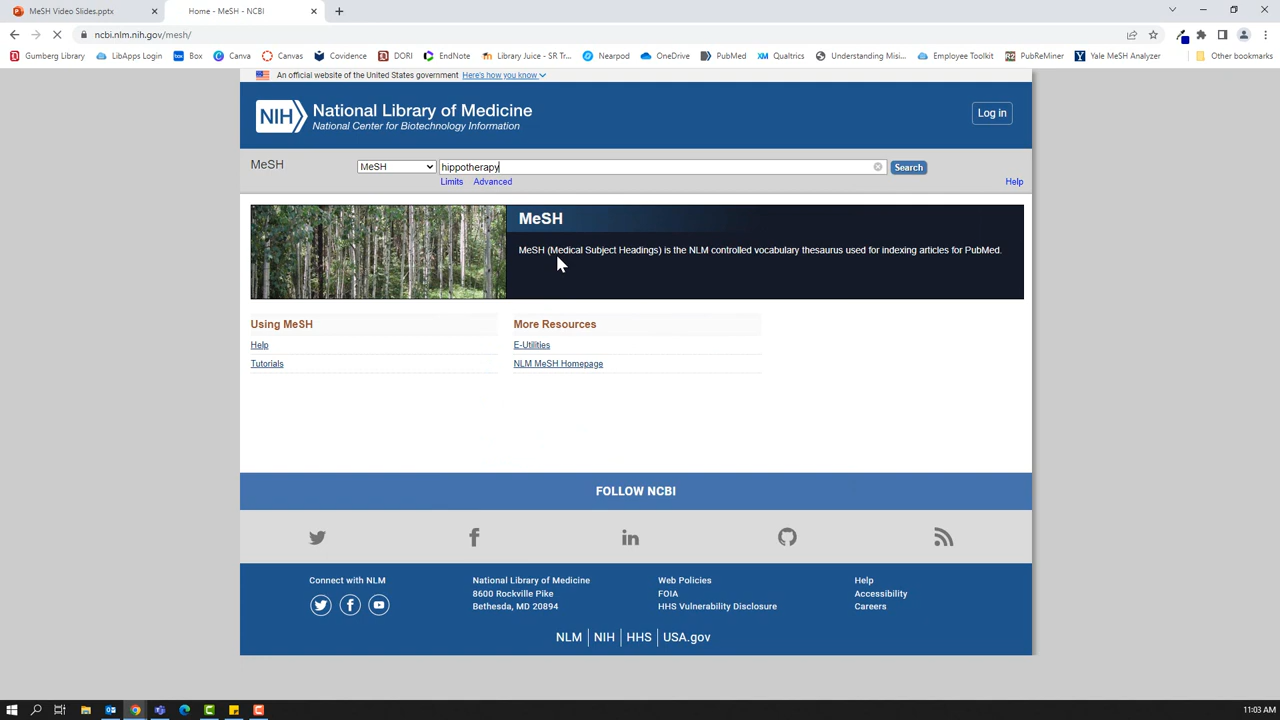 MeSH Video Slides.pptx
Home - MeSH - NCBI
ncbi.nlm.nih.gov/mesh/
Gumberg Library
LibApps Login
Box
Canva
Canvas
Covidence
DORI
EndNote
Library Juice - SR Tr...
Nearpod
OneDrive
PubMed
Qualtrics
Understanding Misi...
Employee Toolkit
PubReMiner
Yale MeSH Analyzer
Other bookmarks
An official website of the United States government Here's how you know
NIH National Library of Medicine
National Center for Biotechnology Information
Log in
MeSH
MeSH
hippotherapy
Search
Limits Advanced
Help
MeSH
MeSH (Medical Subject Headings) is the NLM controlled vocabulary thesaurus used for indexing articles for PubMed.
Using MeSH
Help
Tutorials
More Resources
E-Utilities
NLM MeSH Homepage
FOLLOW NCBI
Connect with NLM
National Library of Medicine
8600 Rockville Pike
Bethesda, MD 20894
Web Policies
FOIA
HHS Vulnerability Disclosure
Help
Accessibility
Careers
NLM NIH HHS USA.gov
11:03 AM